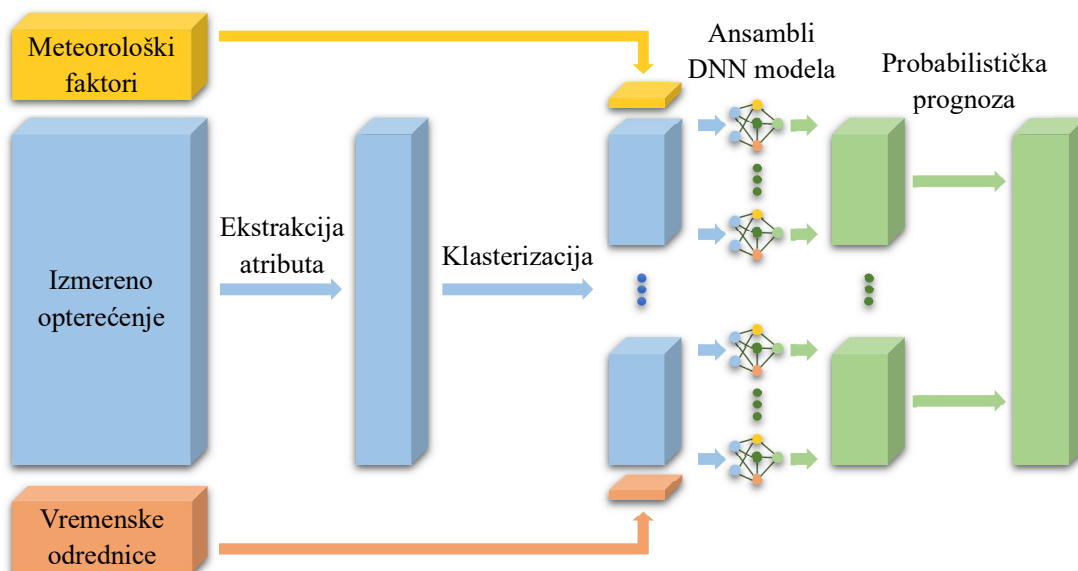 Meteorološki
faktori
Izmereno
opterećenje
Vremenske
odrednice
Ekstrakcija
atributa
Klasterizacija
Ansambli
DNN modela
Probabilistička
prognoza